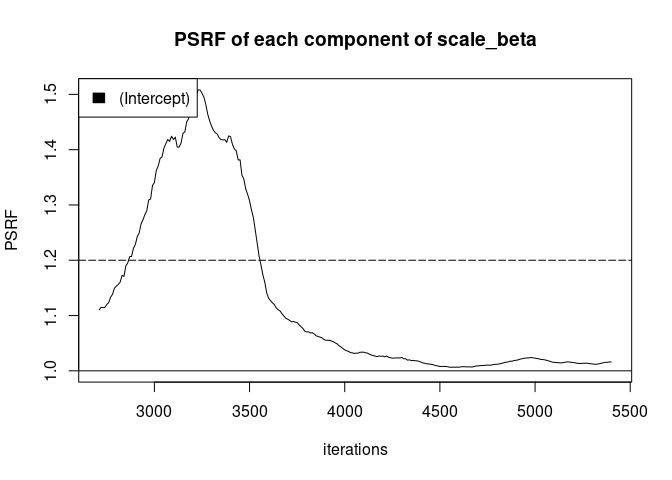 PSRF of each component of scale_beta
(Intercept)
PSRF
1.5
1.4
1.3
1.2
1.1
1.0
3000 3500 4000 4500 5000 5500
iterations